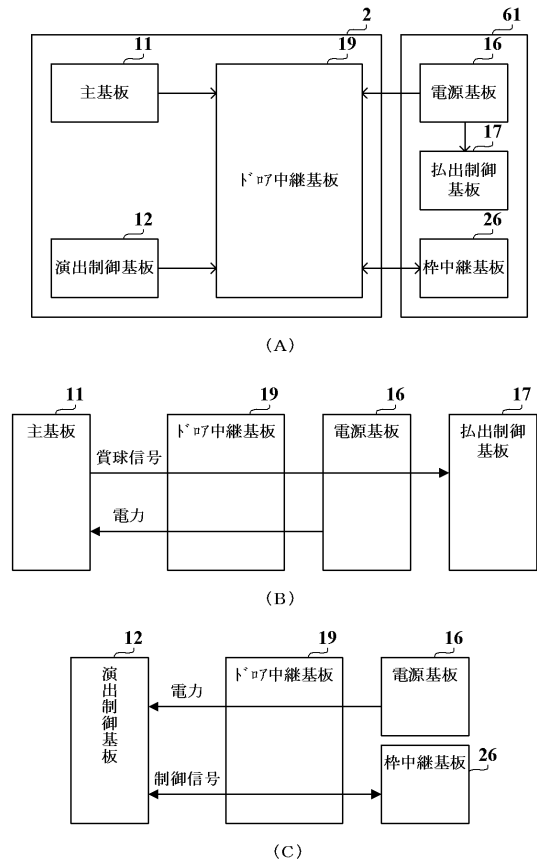 2
61
11
19
16
主基板
ﾄﾞﾛｱ中継基板
電源基板
17
払出制御
基板
12
26
演出制御基板
枠中継基板
（A）
11
19
16
17
主基板
ﾄﾞﾛｱ中継基板
電源基板
払出制御
基板
賞球信号
電力
（B）
12
19
16
演出制御基板
ﾄﾞﾛｱ中継基板
電源基板
電力
枠中継基板
26
制御信号
（C）